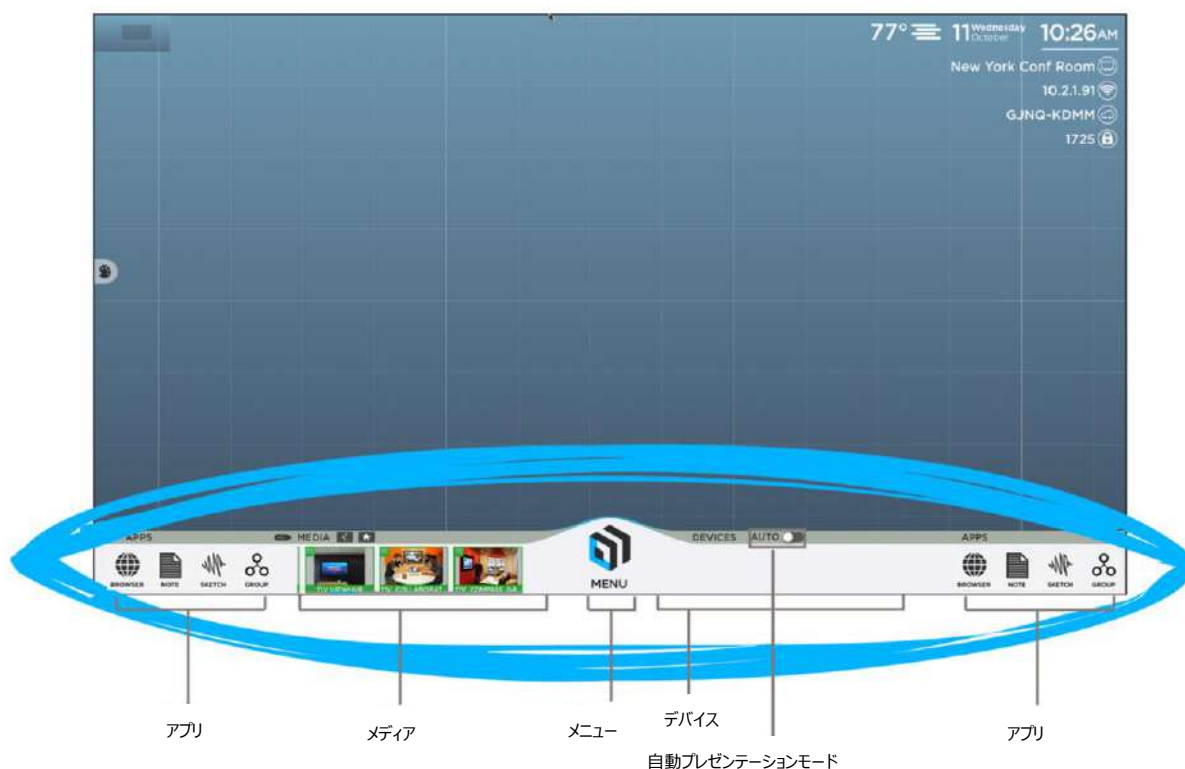 77° 11 Wednesday October 10:26AM
New York Conf Room
10.2.1.91
GJNQ-KDMM
1725
APPS
MEDIA
DEVICES AUTO
APPS
BROWSER NOTE SKETCH GROUP
MENU
BROWSER NOTE SKETCH GROUP
アプリ
メディア
メニュー
デバイス
アプリ
自動プレゼンテーションモード